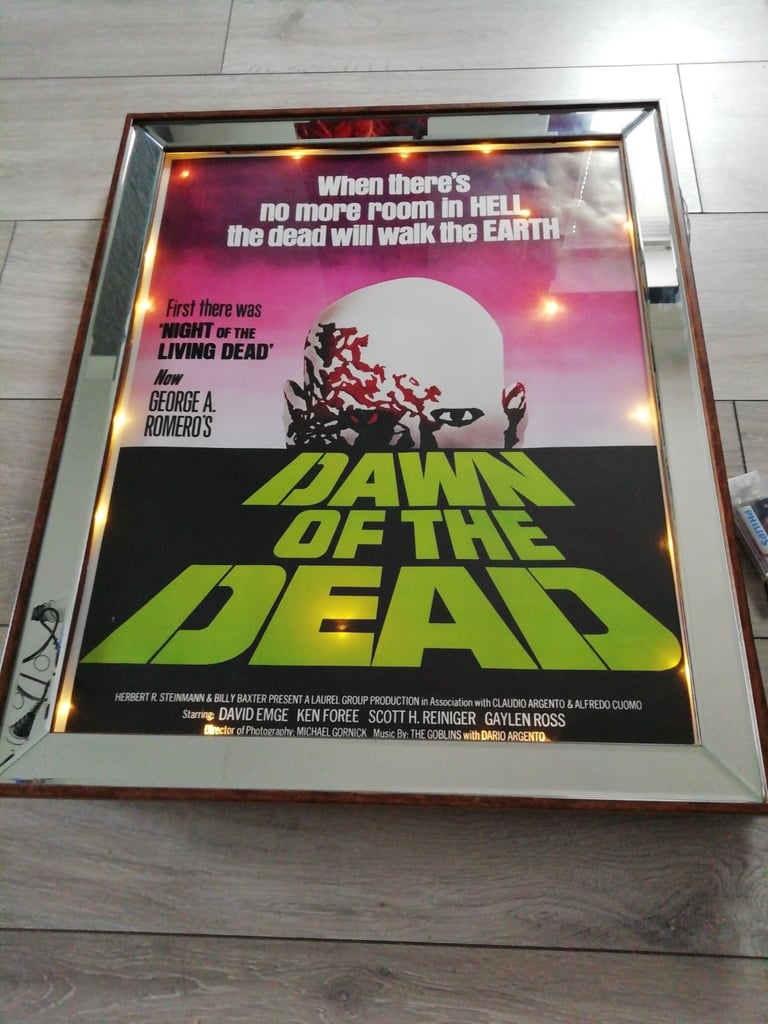 When there's
no more room in HELL
the dead will walk the EARTH
First there was
'NIGHT OF THE
LIVING DEAD'
Now
GEORGE A.
ROMERO'S
DAWN
OF THE
DEAD
HERBERT R. STEINMANN & BILLY BAXTER PRESENT A LAUREL GROUP PRODUCTION in Association with CLAUDIO ARGENTO & ALFREDO CUOMO
Starring: DAVID EMGE KEN FOREE SCOTT H. REINIGER GAYLEN ROSS
Director of Photography: MICHAEL GORNICK Music By: THE GOBLINS with DARIO ARGENTO
PHILIPS